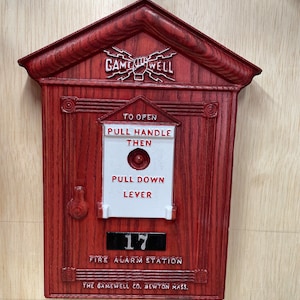 GAMEWELL
TO OPEN
PULL HANDLE
THEN
PULL DOWN
LEVER
17
FIRE ALARM STATION
THE GAMEWELL CO. NEWTON MASS.